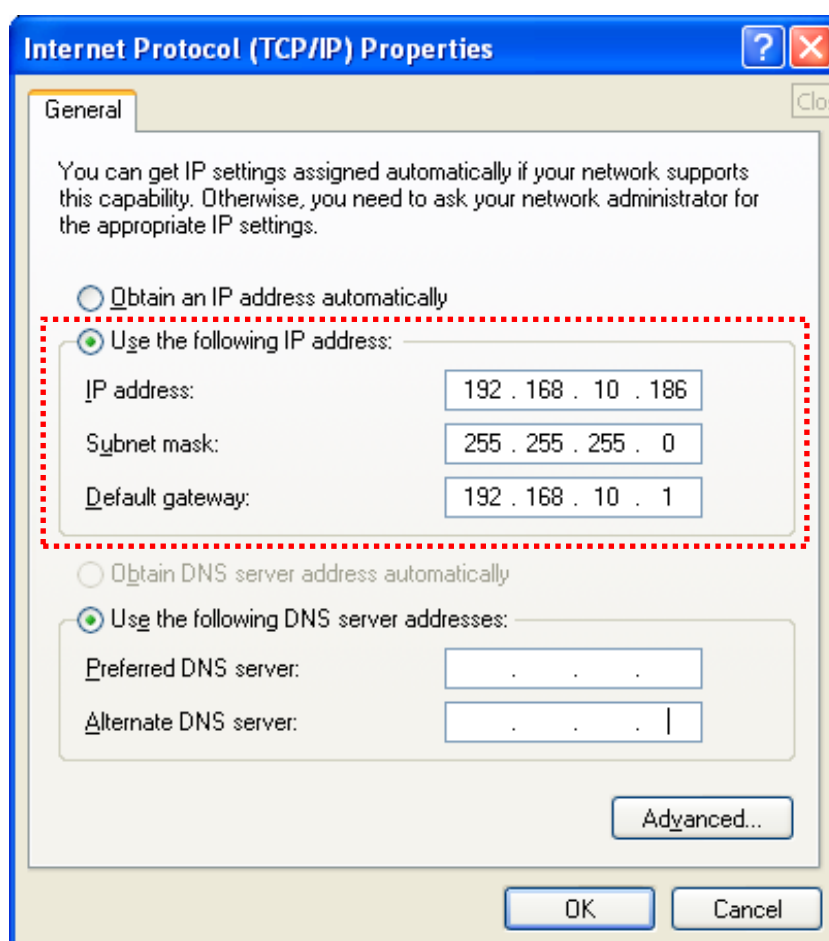 Internet Protocol (TCP/IP) Properties
?
General
Clo
You can get IP settings assigned automatically if your network supports
this capability. Otherwise, you need to ask your network administrator for
the appropriate IP settings.
Obtain an IP address automatically
Use the following IP address:
IP address: 192 . 168 . 10 . 186
Subnet mask: 255 . 255 . 255 . 0
Default gateway: 192 . 168 . 10 . 1
Obtain DNS server address automatically
Use the following DNS server addresses:
Preferred DNS server: . . .
Alternate DNS server: . . .
Advanced...
OK Cancel